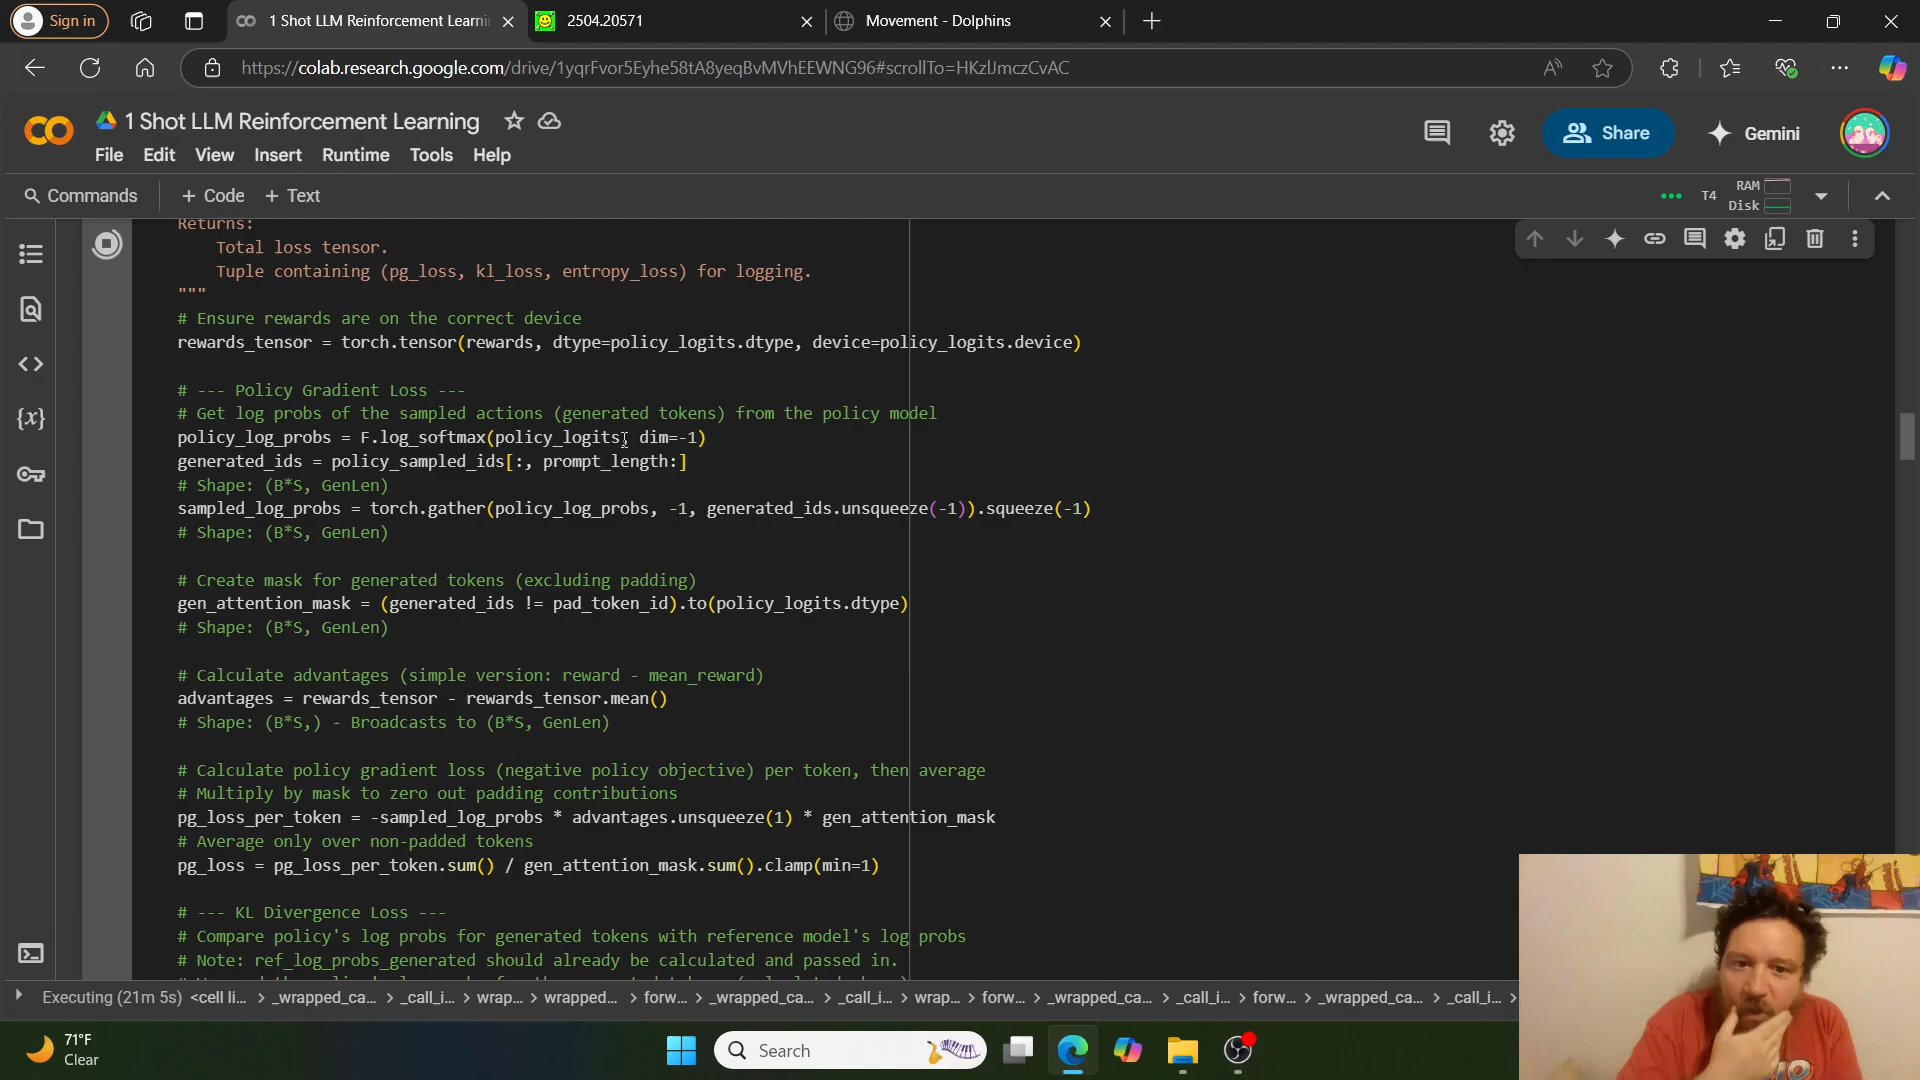 Sign in
1 Shot LLM Reinforcement Learni
2504.20571
Movement - Dolphins
https://colab.research.google.com/drive/1yqrFvor5Eyhe58tA8yeqBvMVhEEWNG96#scrollTo=HKzlJmczCvAC
1 Shot LLM Reinforcement Learning
File Edit View Insert Runtime Tools Help
Share
Gemini
Commands + Code + Text
T4 RAM
Disk
Returns:
Total loss tensor.
Tuple containing (pg_loss, kl_loss, entropy_loss) for logging.
"""
# Ensure rewards are on the correct device
rewards_tensor = torch.tensor(rewards, dtype=policy_logits.dtype, device=policy_logits.device)
# --- Policy Gradient Loss ---
# Get log probs of the sampled actions (generated tokens) from the policy model
policy_log_probs = F.log_softmax(policy_logits, dim=-1)
generated_ids = policy_sampled_ids[:, prompt_length:]
# Shape: (B*S, GenLen)
sampled_log_probs = torch.gather(policy_log_probs, -1, generated_ids.unsqueeze(-1)).squeeze(-1)
# Shape: (B*S, GenLen)
# Create mask for generated tokens (excluding padding)
gen_attention_mask = (generated_ids != pad_token_id).to(policy_logits.dtype)
# Shape: (B*S, GenLen)
# Calculate advantages (simple version: reward - mean_reward)
advantages = rewards_tensor - rewards_tensor.mean()
# Shape: (B*S,) - Broadcasts to (B*S, GenLen)
# Calculate policy gradient loss (negative policy objective) per token, then average
# Multiply by mask to zero out padding contributions
pg_loss_per_token = -sampled_log_probs * advantages.unsqueeze(1) * gen_attention_mask
# Average only over non-padded tokens
pg_loss = pg_loss_per_token.sum() / gen_attention_mask.sum().clamp(min=1)
# --- KL Divergence Loss ---
# Compare policy's log probs for generated tokens with reference model's log probs
# Note: ref_log_probs_generated should already be calculated and passed in.
Executing (21m 5s) <cell li... > _wrapped_ca... > _call_i... > wrap... > wrapped... > forw... > _wrapped_ca... > _call_i... > wrap... > forw... > _wrapped_ca... > _call_i... > forw... > _wrapped_ca... > _call_i... >
71°F
Clear
Search